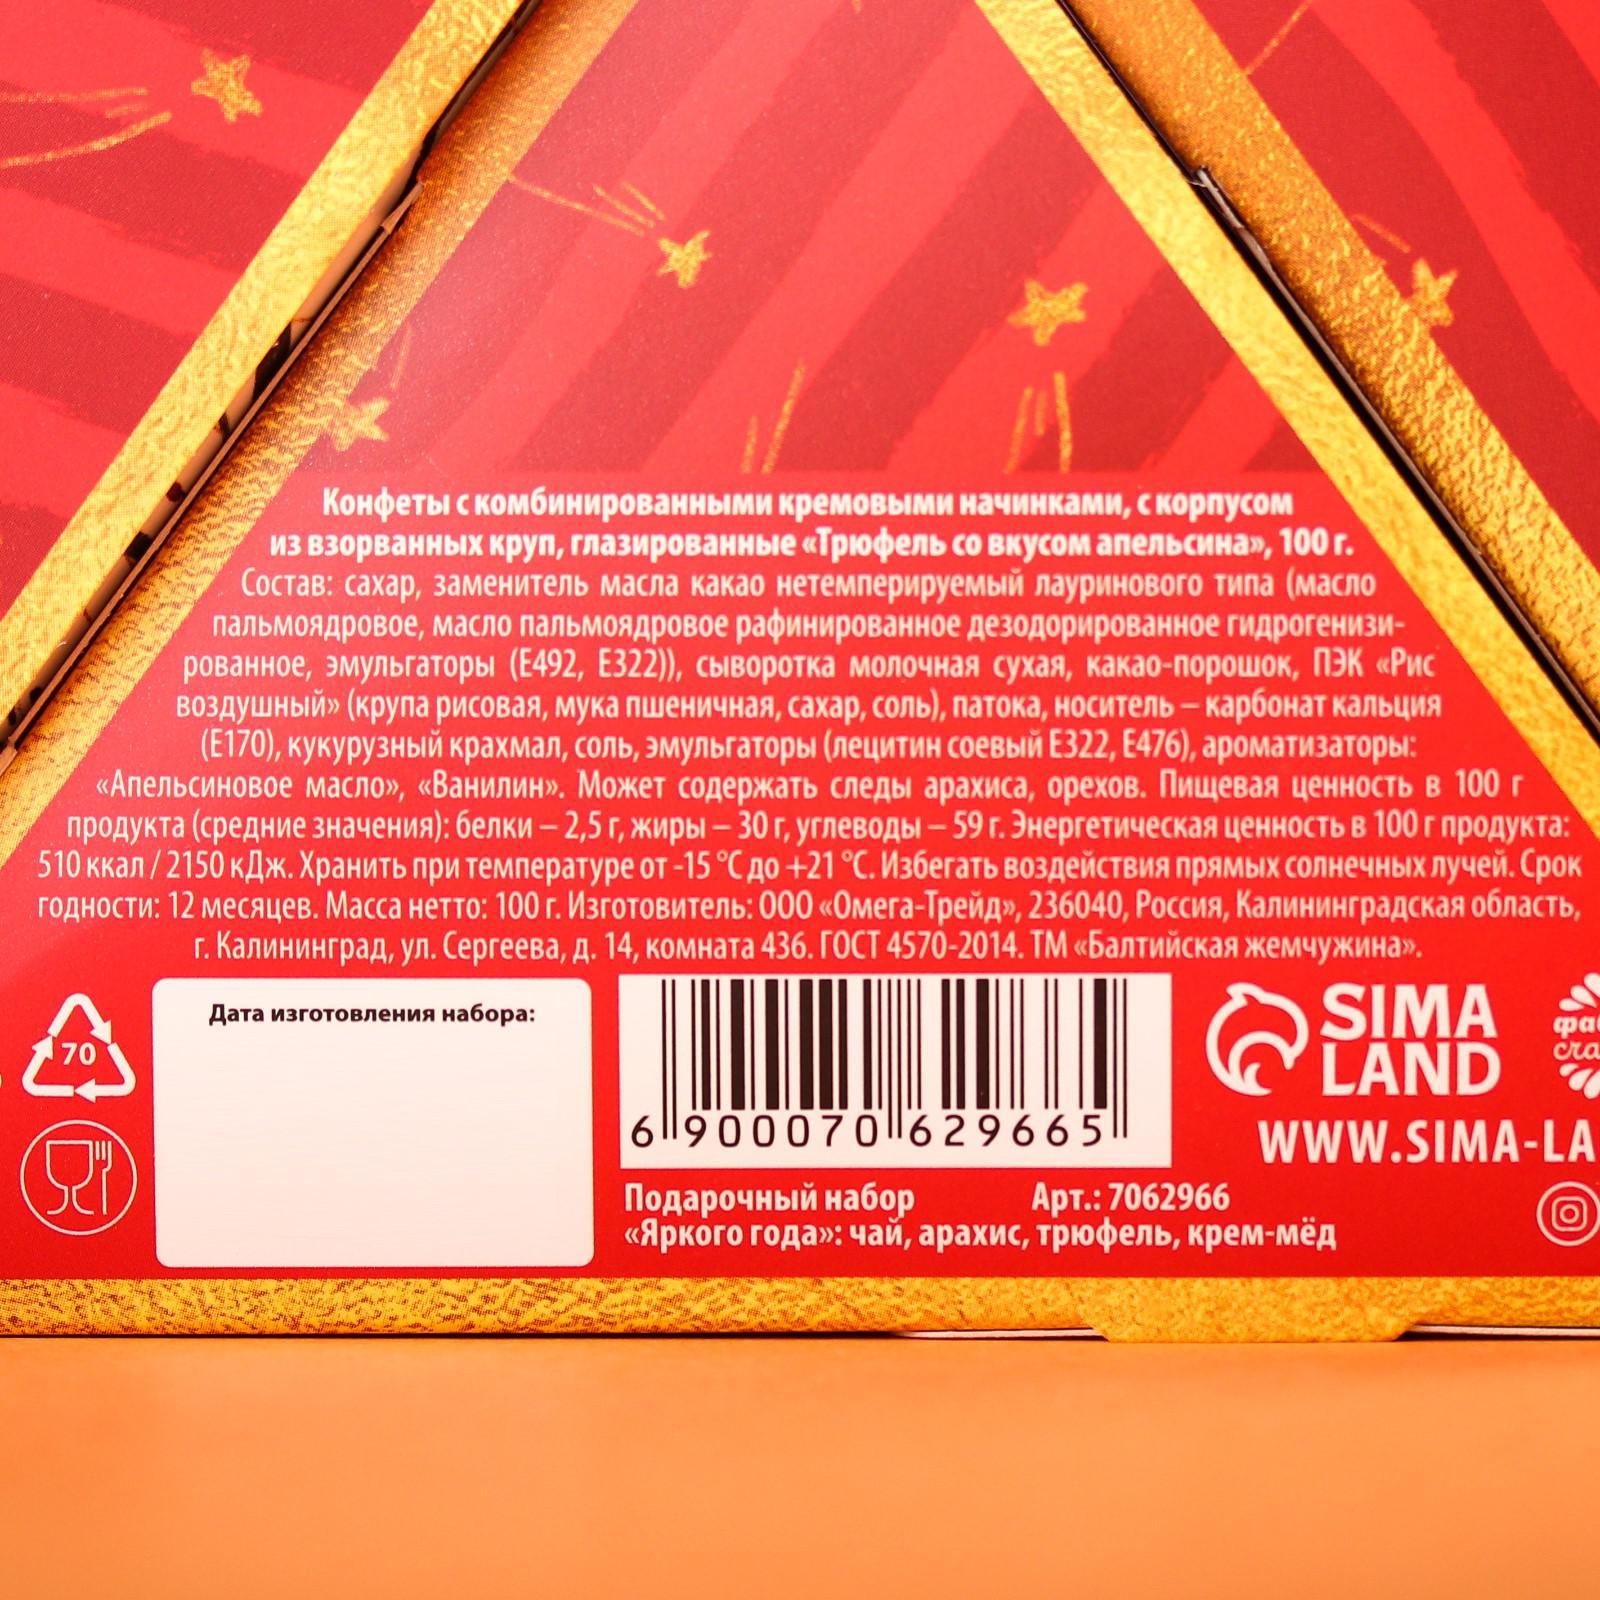 Конфеты с комбинированными кремовыми начинками, с корпусом
из взорванных круп, глазированные «Трюфель со вкусом апельсина», 100 г.
Состав: сахар, заменитель масла какао нетемперируемый лауринового типа (масло
пальмоядровое, масло пальмоядровое рафинированное дезодорированное гидрогенизи-
рованное, эмульгаторы (Е492, Е322)), сыворотка молочная сухая, какао-порошок, ПЭК «Рис
воздушный» (крупа рисовая, мука пшеничная, сахар, соль), патока, носитель – карбонат кальция
(Е170), кукурузный крахмал, соль, эмульгаторы (лецитин соевый Е322, Е476), ароматизаторы:
«Апельсиновое масло», «Ванилин». Может содержать следы арахиса, орехов. Пищевая ценность в 100 г
продукта (средние значения): белки – 2,5 г, жиры – 30 г, углеводы – 59 г. Энергетическая ценность в 100 г продукта:
510 ккал / 2150 кДж. Хранить при температуре от -15 °С до +21 °С. Избегать воздействия прямых солнечных лучей. Срок
годности: 12 месяцев. Масса нетто: 100 г. Изготовитель: ООО «Омега-Трейд», 236040, Россия, Калининградская область,
г. Калининград, ул. Сергеева, д. 14, комната 436. ГОСТ 4570-2014. ТМ «Балтийская жемчужина».
70
Дата изготовления набора:
6 900070 629665
SIMA
LAND
WWW.SIMA-LA
Подарочный набор Арт.: 7062966
«Яркого года»: чай, арахис, трюфель, крем-мёд